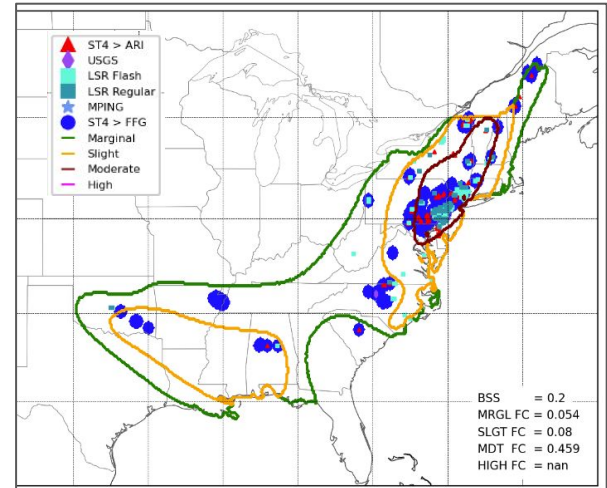 ST4 > ARI
USGS
LSR Flash
LSR Regular
MPING
ST4 > FFG
Marginal
Slight
Moderate
High
BSS = 0.2
MRGL FC = 0.054
SLGT FC = 0.08
MDT FC = 0.459
HIGH FC = nan